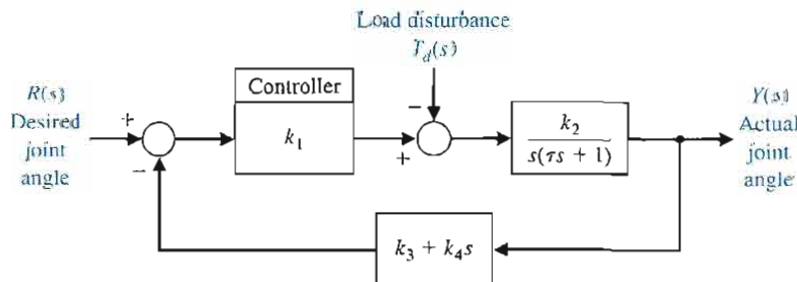 Load disturbance
T_d(s)
R(s)
Desired
joint
angle
+
−
Controller
k_1
−
+
k_2
s(τs + 1)
Y(s)
Actual
joint
angle
k_3 + k_4s